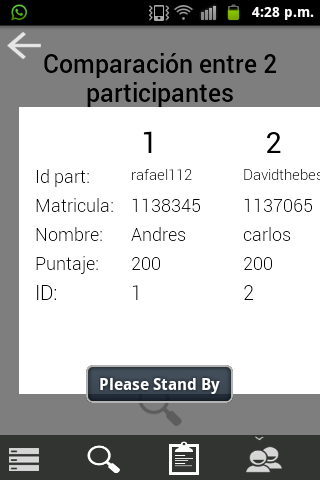 4:28 p.m.
Comparación entre 2
participantes
1 2
Id part: rafael112 Davidthebes
Matricula: 1138345 1137065
Nombre: Andres carlos
Puntaje: 200 200
ID: 1 2
Please Stand By